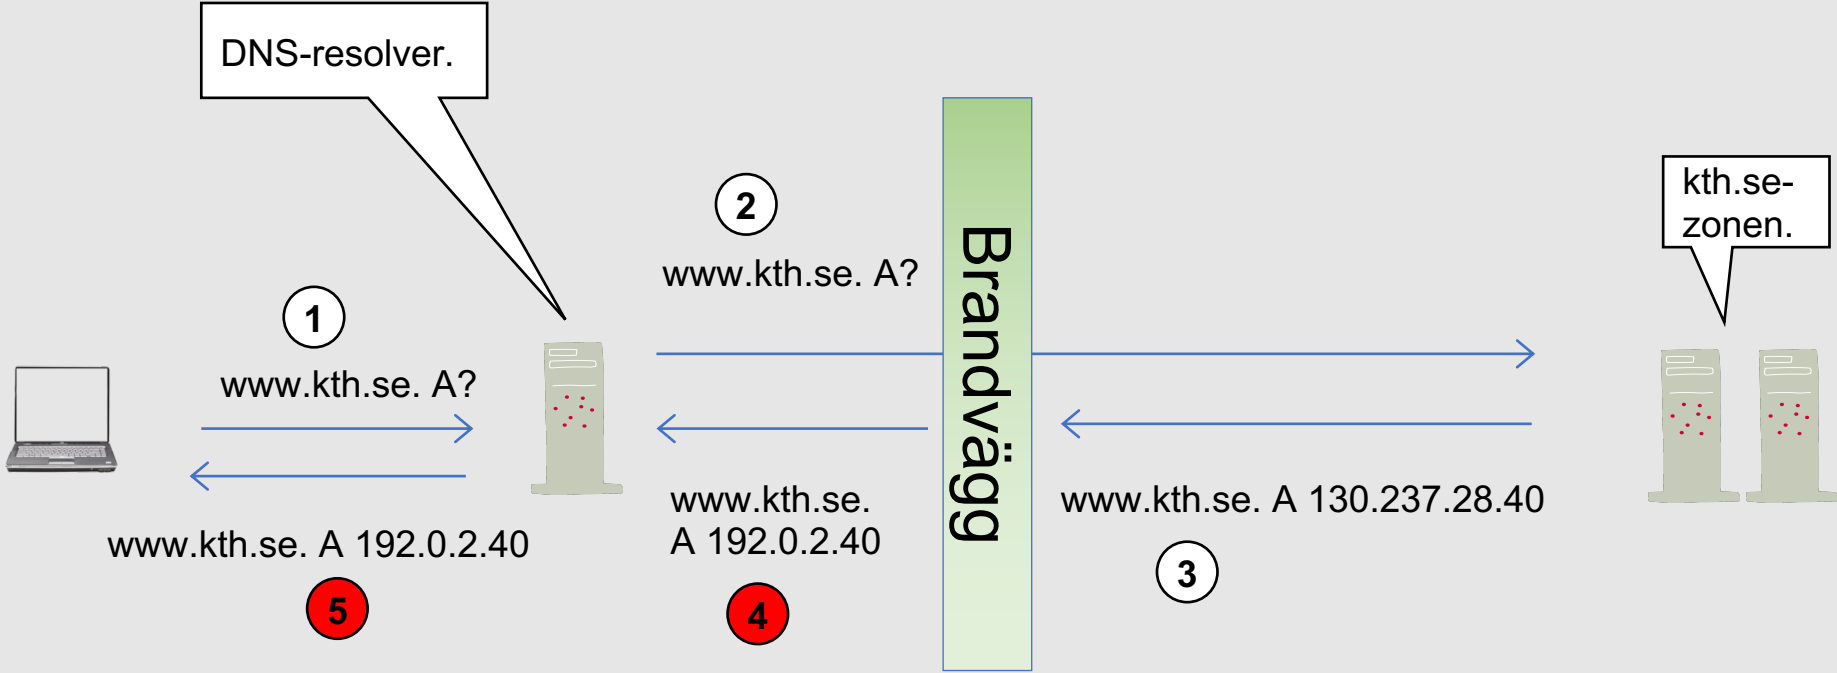 DNS-resolver.
2
www.kth.se. A?
kth.se-
zonen.
1
www.kth.se. A?
Brandvägg
www.kth.se. A 192.0.2.40
5
www.kth.se.
A 192.0.2.40
4
www.kth.se. A 130.237.28.40
3